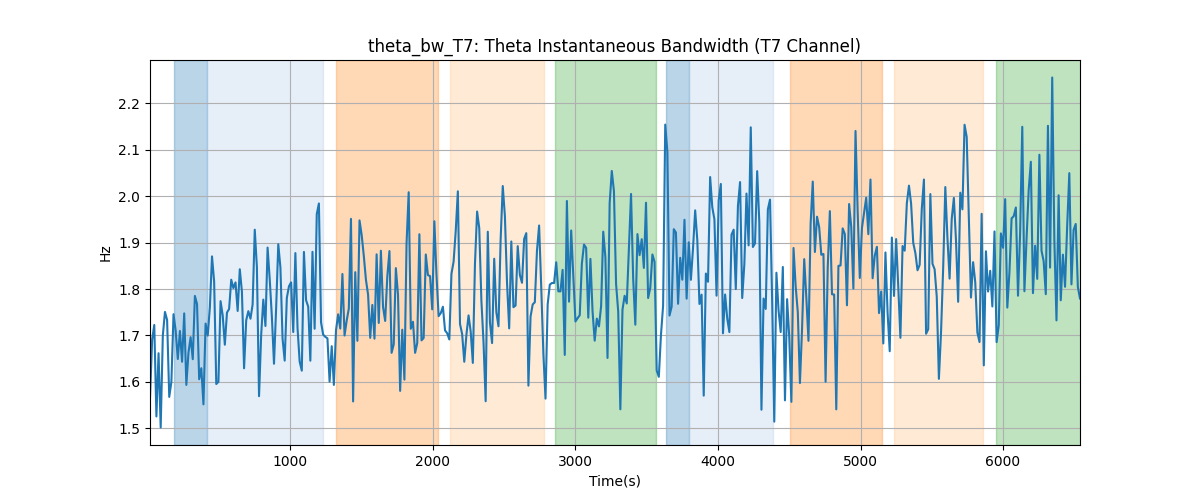 theta_bw_T7: Theta Instantaneous Bandwidth (T7 Channel)
Hz
2.2
2.1
2.0
1.9
1.8
1.7
1.6
1.5
1000 2000 3000 4000 5000 6000
Time(s)